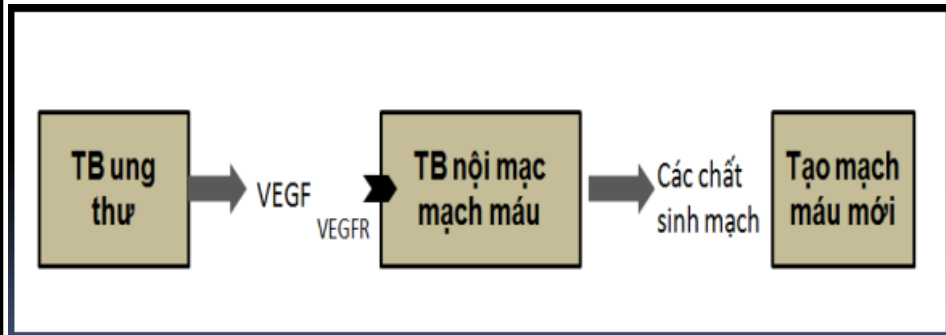 TB ung
thư
VEGF
VEGFR
TB nội mạc
mạch máu
Các chất
sinh mạch
Tạo mạch
máu mới